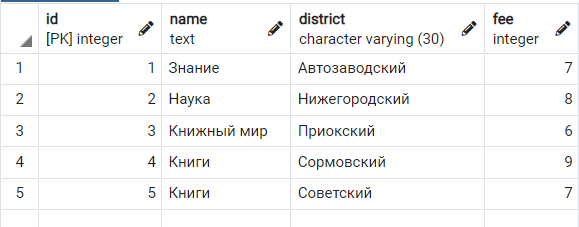 id name district fee
[PK] integer text character varying (30) integer
1 1 Знание Автозаводский 7
2 2 Наука Нижегородский 8
3 3 Книжный мир Приокский 6
4 4 Книги Сормовский 9
5 5 Книги Советский 7